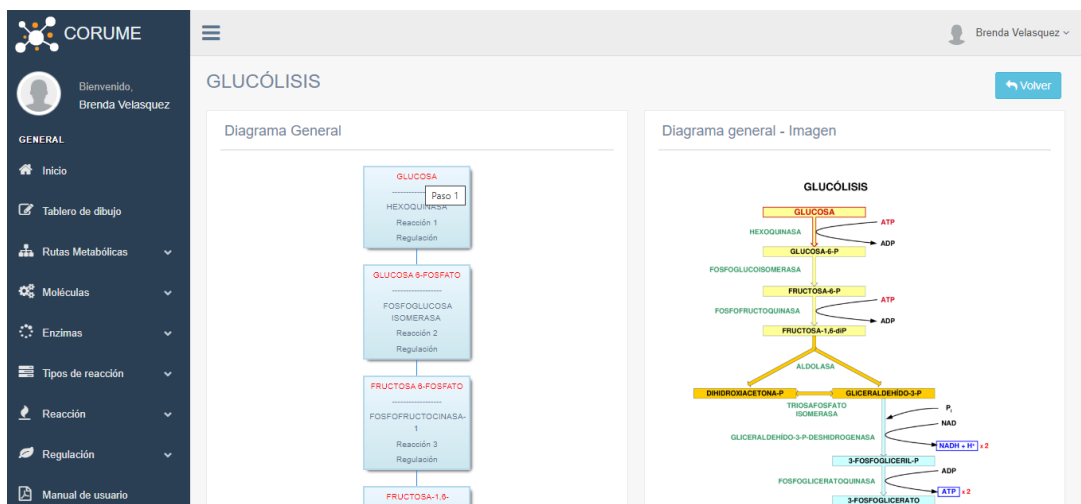 CORUME
Brenda Velasquez
Bienvenido,
Brenda Velasquez
GENERAL
Inicio
Tablero de dibujo
Rutas Metabólicas
Moléculas
Enzimas
Tipos de reacción
Reacción
Regulación
Manual de usuario
GLUCÓLISIS
Volver
Diagrama General
GLUCOSA
------------------
Paso 1
HEXOQUINASA
Reacción 1
Regulación
GLUCOSA 6-FOSFATO
------------------
FOSFOGLUCOSA
ISOMERASA
Reacción 2
Regulación
FRUCTOSA 6-FOSFATO
------------------
FOSFOFRUCTOCINASA-
1
Reacción 3
Regulación
FRUCTOSA-1,6-
Diagrama general - Imagen
GLUCÓLISIS
GLUCOSA
ATP
HEXOQUINASA
ADP
GLUCOSA-6-P
FOSFOGLUCOISOMERASA
FRUCTOSA-6-P
ATP
FOSFOFRUCTOQUINASA
ADP
FRUCTOSA-1,6-diP
ALDOLASA
DIHIDROXIACETONA-P
GLICERALDEHÍDO-3-P
TRIOSAFOSFATO
ISOMERASA
Pi
NAD
GLICERALDEHÍDO-3-P-DESHIDROGENASA
NADH + H+ x 2
3-FOSFOGLICERIL-P
ADP
FOSFOGLICERATOQUINASA
ATP x 2
3-FOSFOGLICERATO